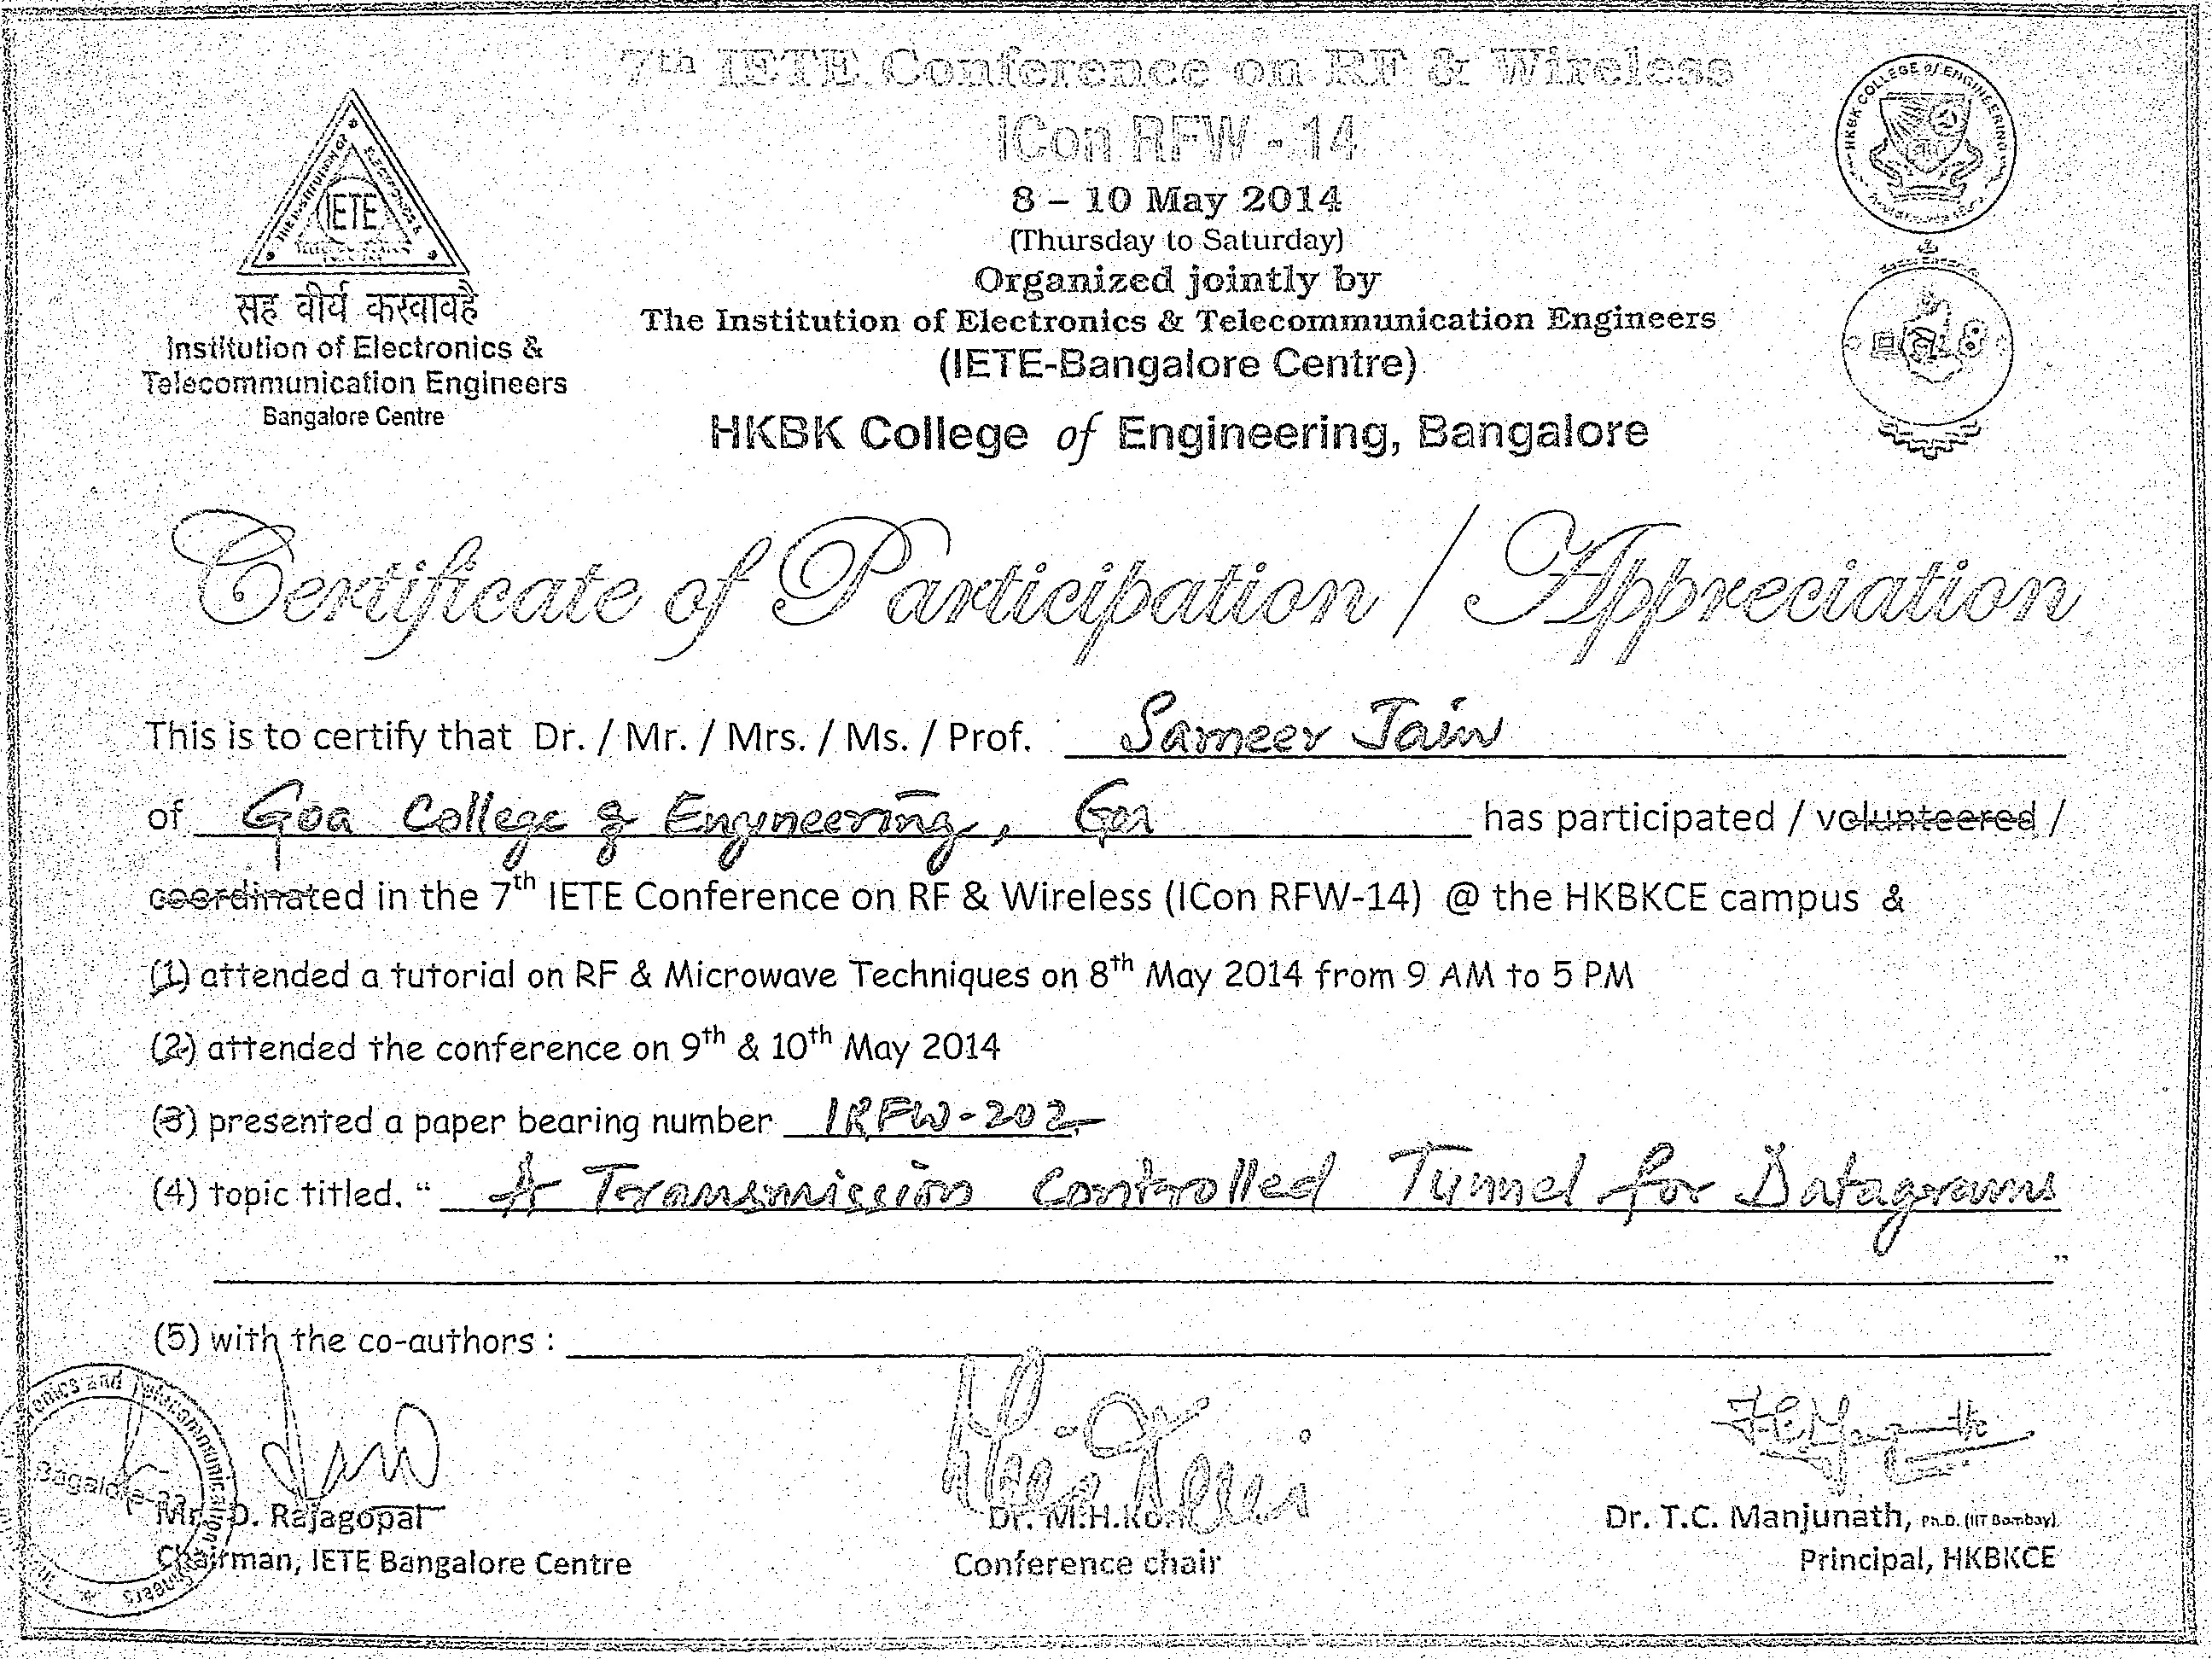 7th IETE Conference on RF & Wireless
iCon RFW - 14
8 – 10 May 2014
(Thursday to Saturday)
Organized jointly by
The Institution of Electronics & Telecommunication Engineers
(IETE-Bangalore Centre)
HKBK College of Engineering, Bangalore
IETE
सह वीर्यं करवावहै
Institution of Electronics &
Telecommunication Engineers
Bangalore Centre
HKBK COLLEGE of ENGINEERING
Certificate of Participation / Appreciation
This is to certify that Dr. / Mr. / Mrs. / Ms. / Prof. Sameer Jain
of Goa College of Engineering, Goa has participated / volunteered /
coordinated in the 7th IETE Conference on RF & Wireless (ICon RFW-14) @ the HKBKCE campus &
(1) attended a tutorial on RF & Microwave Techniques on 8th May 2014 from 9 AM to 5 PM
(2) attended the conference on 9th & 10th May 2014
(3) presented a paper bearing number IRFW-202
(4) topic titled. “ A Transmission Controlled Tunnel for Datagrams
”
(5) with the co-authors :
Mr. D. Rajagopal
Chairman, IETE Bangalore Centre
Dr. M.H.
Conference chair
Dr. T.C. Manjunath, Ph.D. (IIT Bombay)
Principal, HKBKCE